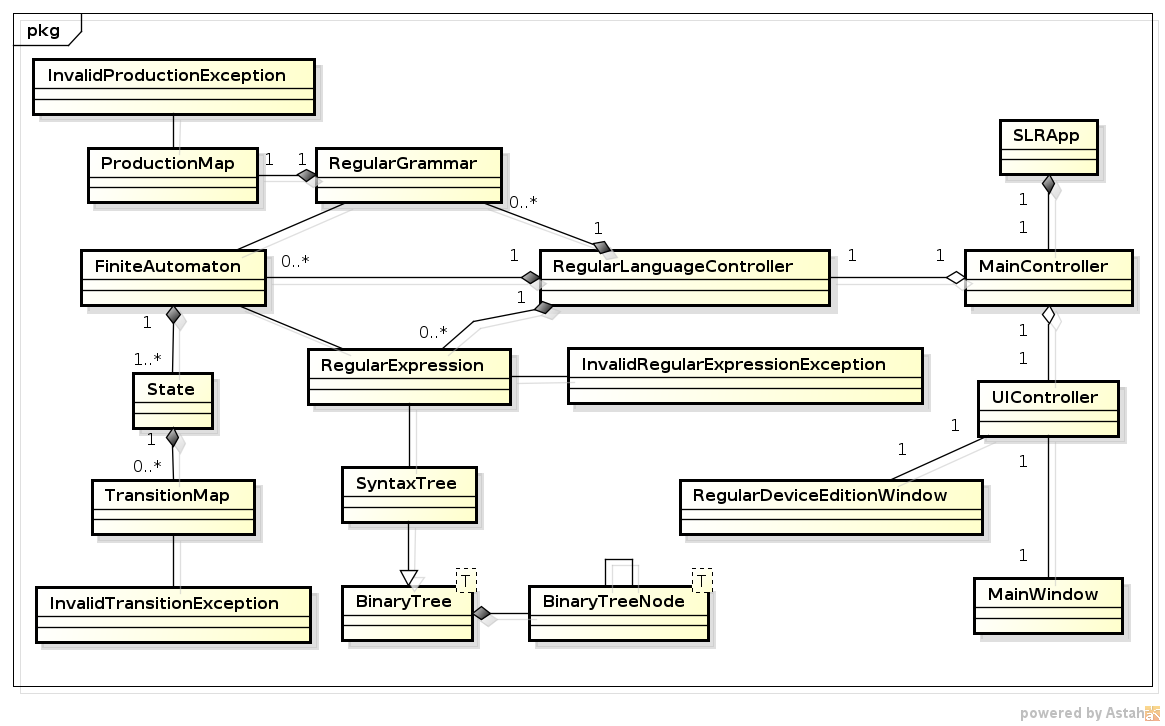 pkg
InvalidProductionException
SLRApp
ProductionMap
1
1
RegularGrammar
0..*
1
1
1
FiniteAutomaton
0..*
1
RegularLanguageController
1
1
MainController
1
0..*
1
1..*
1
1
RegularExpression
InvalidRegularExpressionException
State
UIController
1
0..*
1
1
1
SyntaxTree
TransitionMap
RegularDeviceEditionWindow
1
InvalidTransitionException
BinaryTree
T
BinaryTreeNode
T
MainWindow
powered by Astah